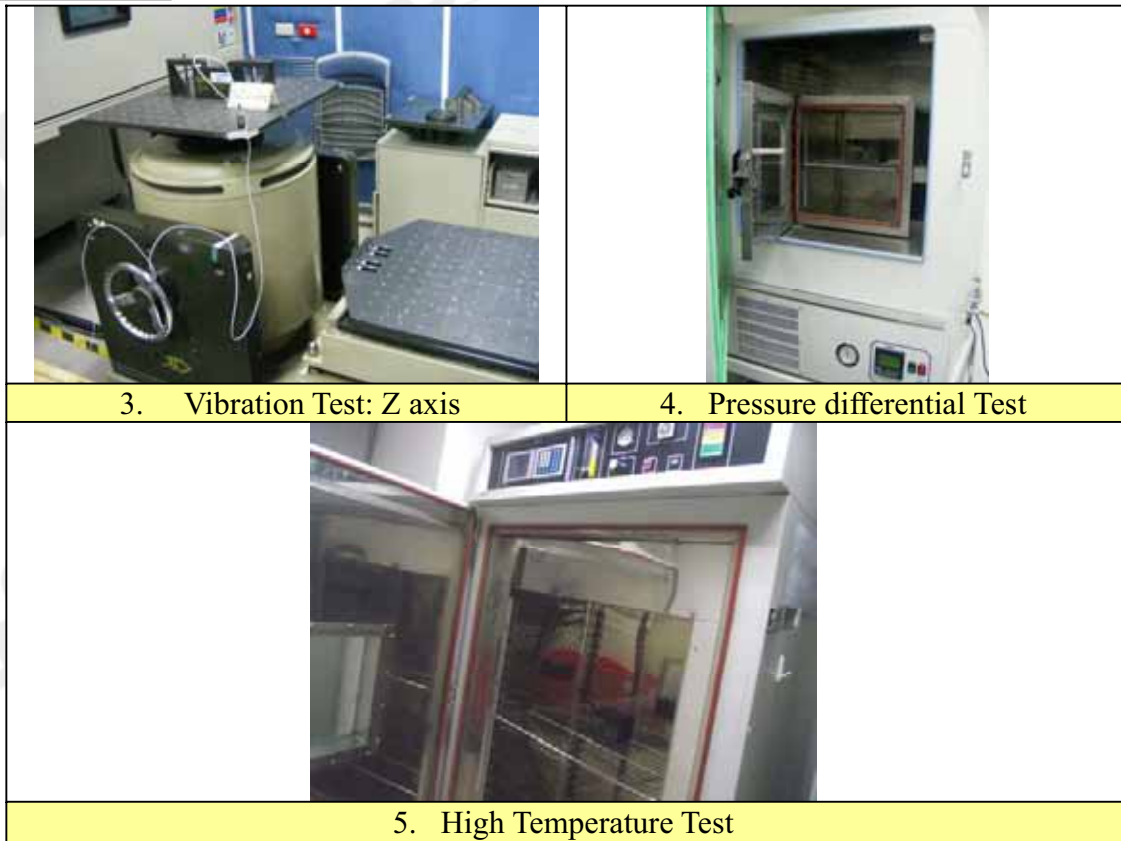 3. Vibration Test: Z axis
4. Pressure differential Test
5. High Temperature Test